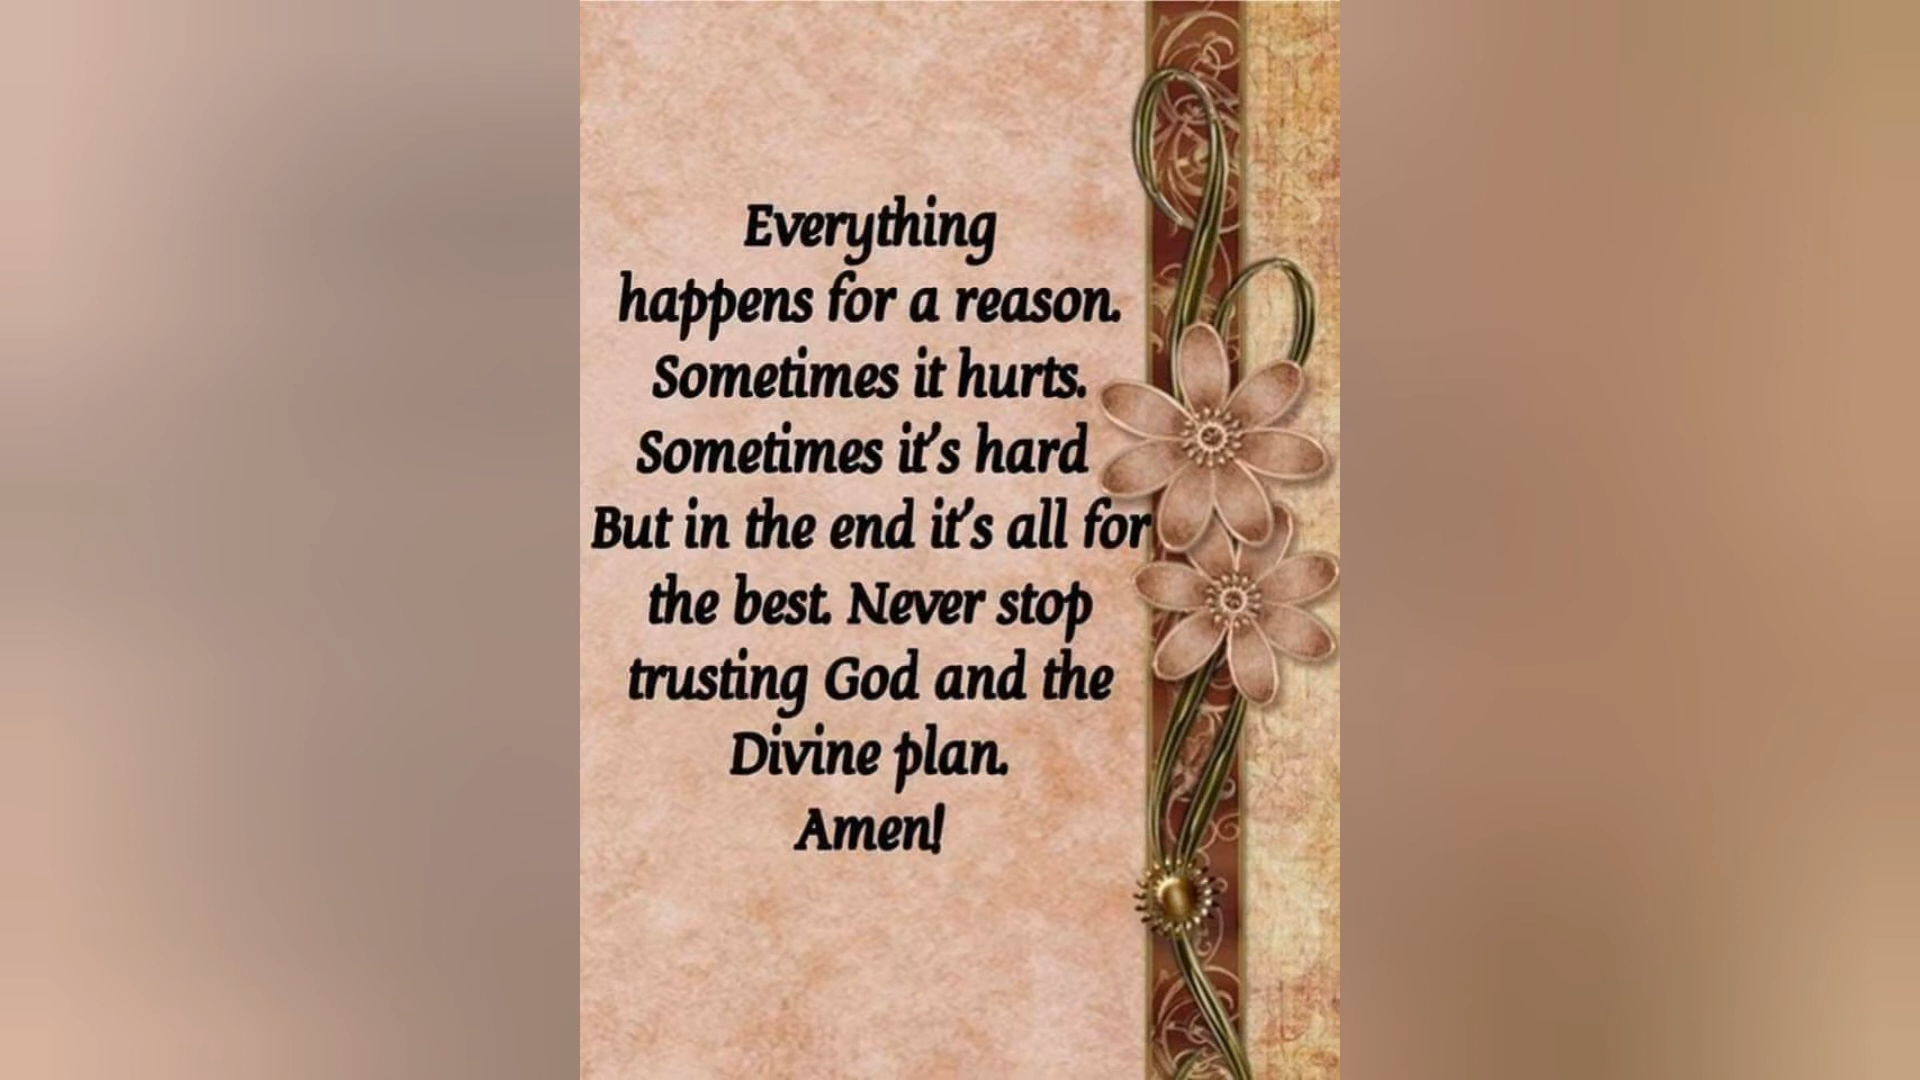 Everything
happens for a reason.
Sometimes it hurts.
Sometimes it's hard
But in the end it's all for
the best. Never stop
trusting God and the
Divine plan.
Amen!